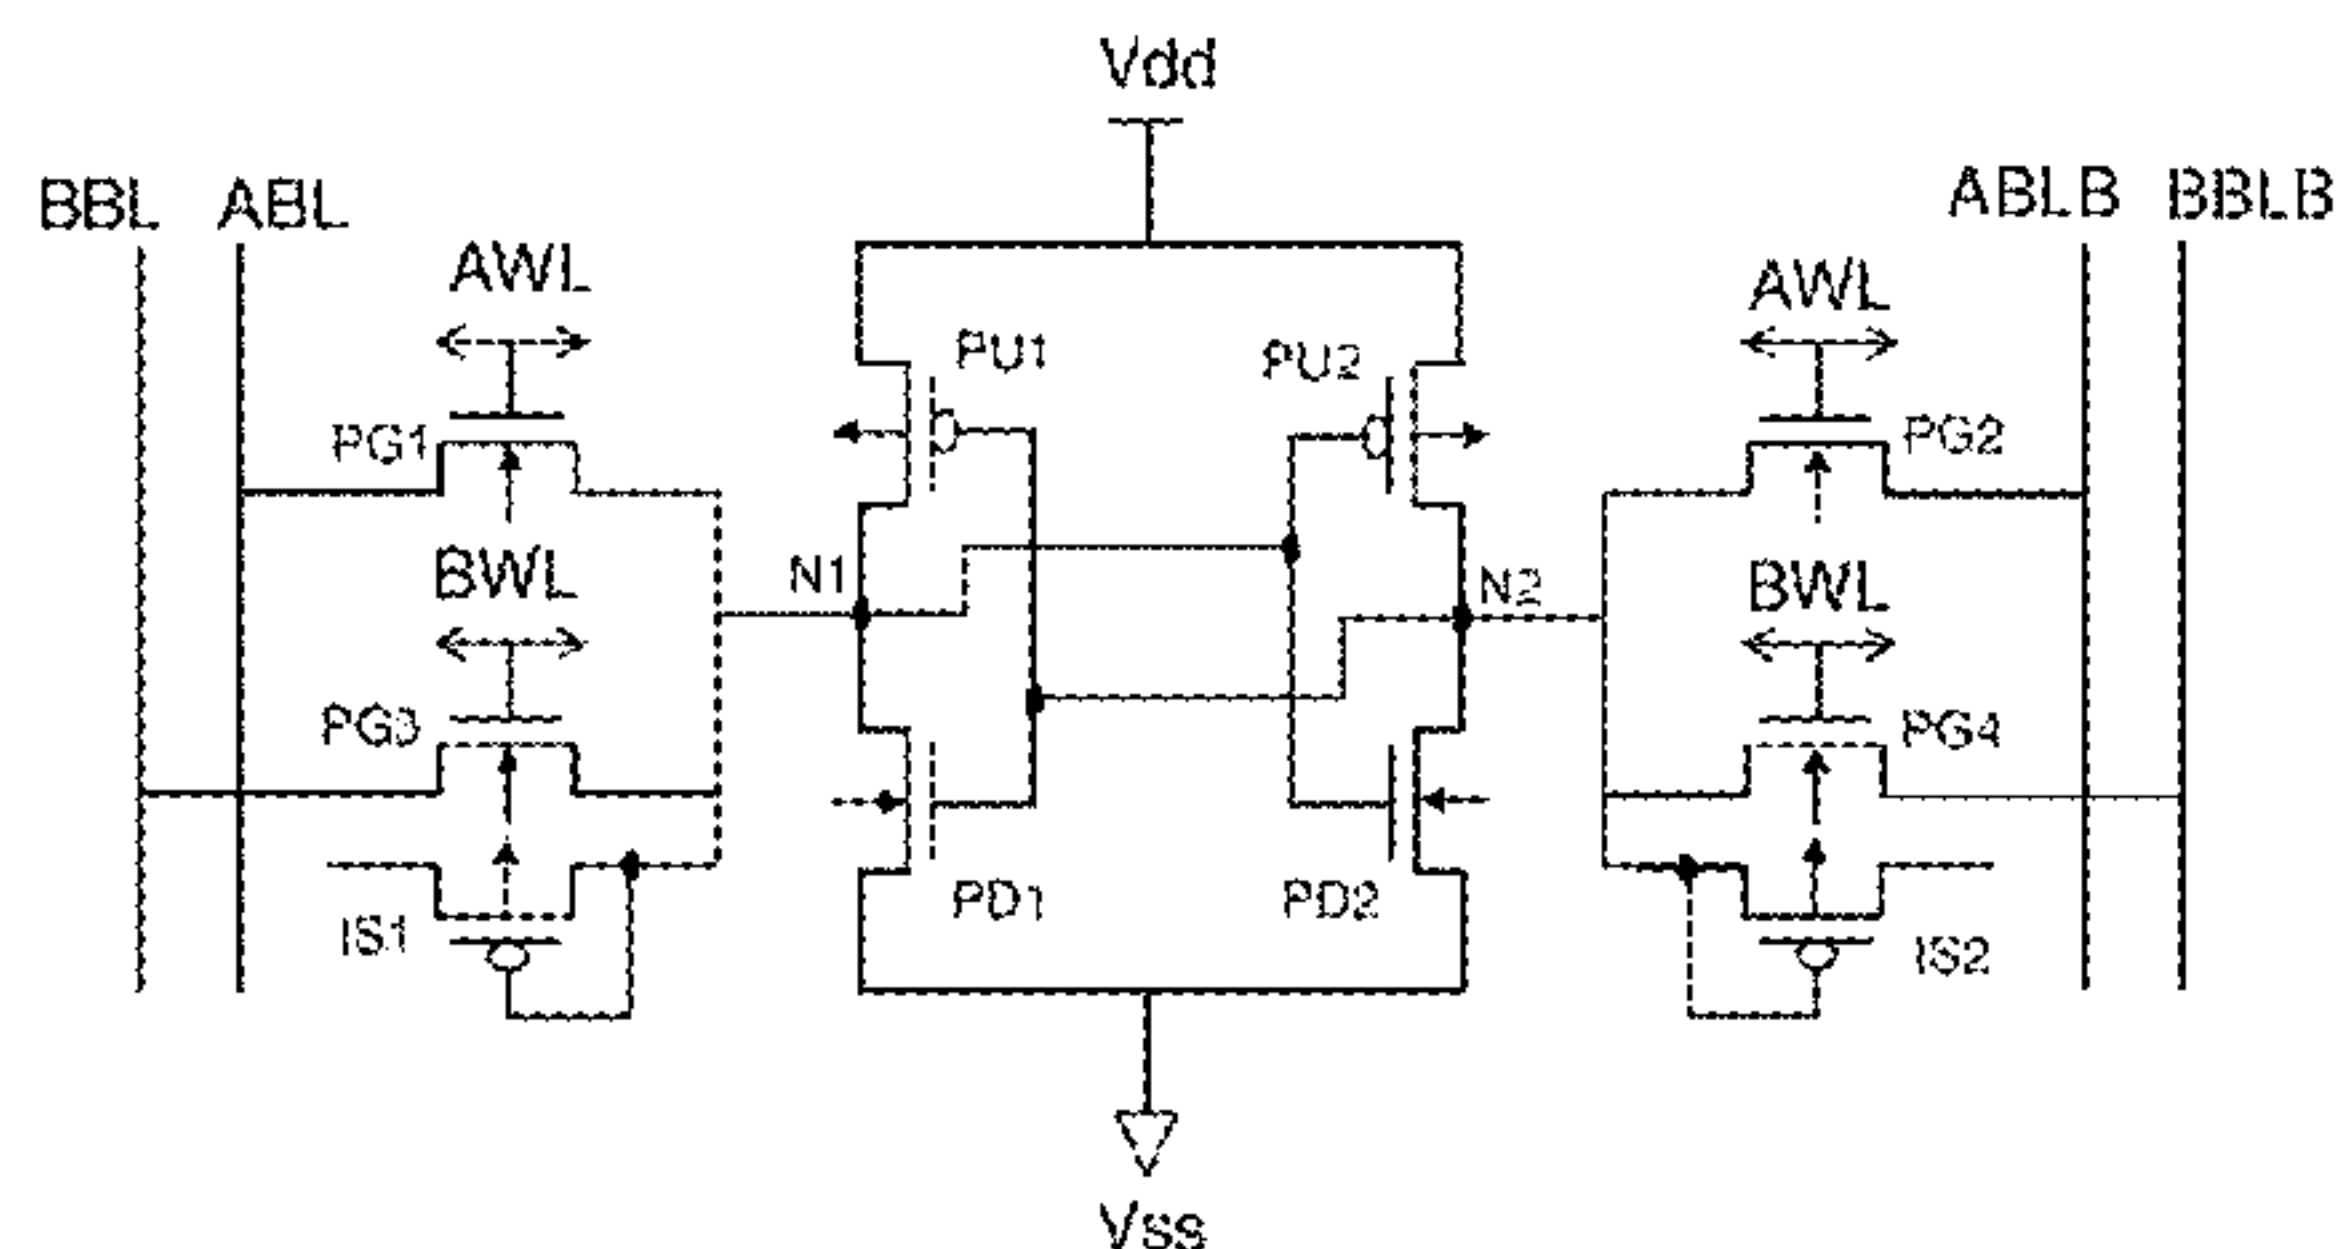 Vdd
BBL ABL
ABLB BBLB
AWL
AWL
PU1
PU2
PG1
PG2
BWL
N1
N2
BWL
PG3
PG4
PD1
PD2
IS1
IS2
Vss